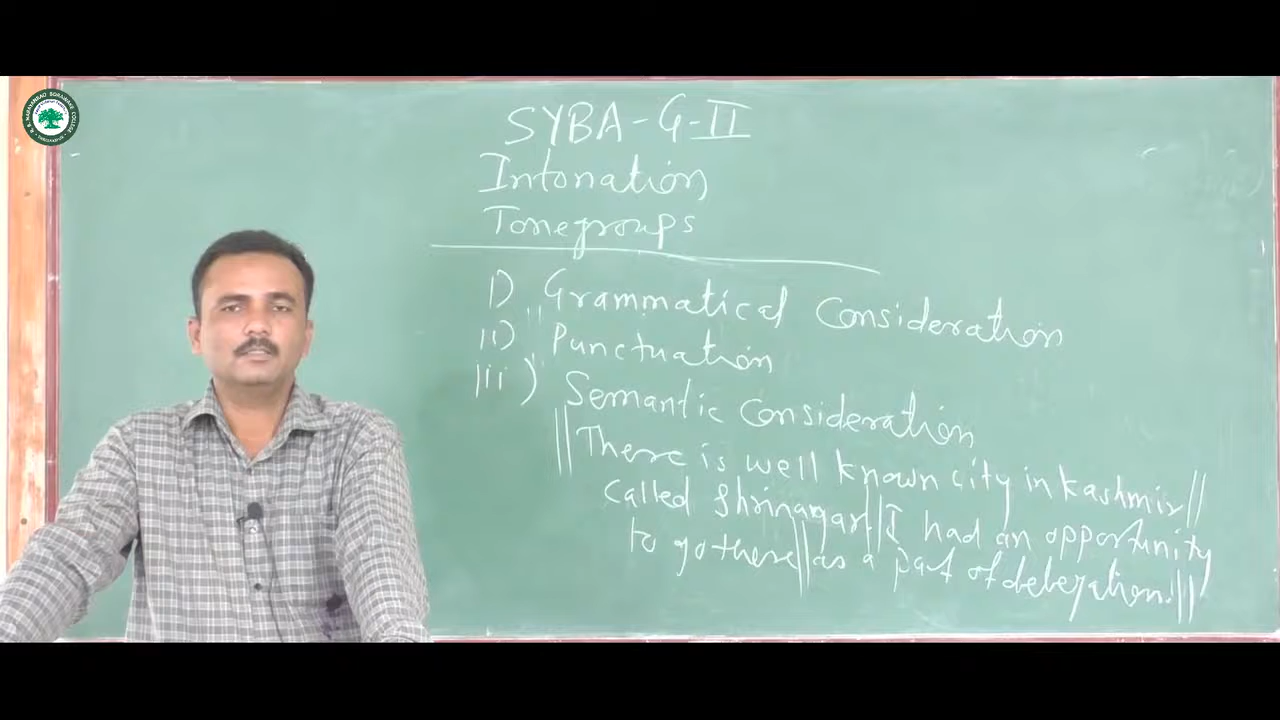 SYBA-G-II
Intonation
Tonegroups
I) Grammatical Consideration
II) Punctuation
III) Semantic Consideration
||There is well known city in kashmir||
called Shrinagar||I had an opportunity
to go there||as a part of deleration.||